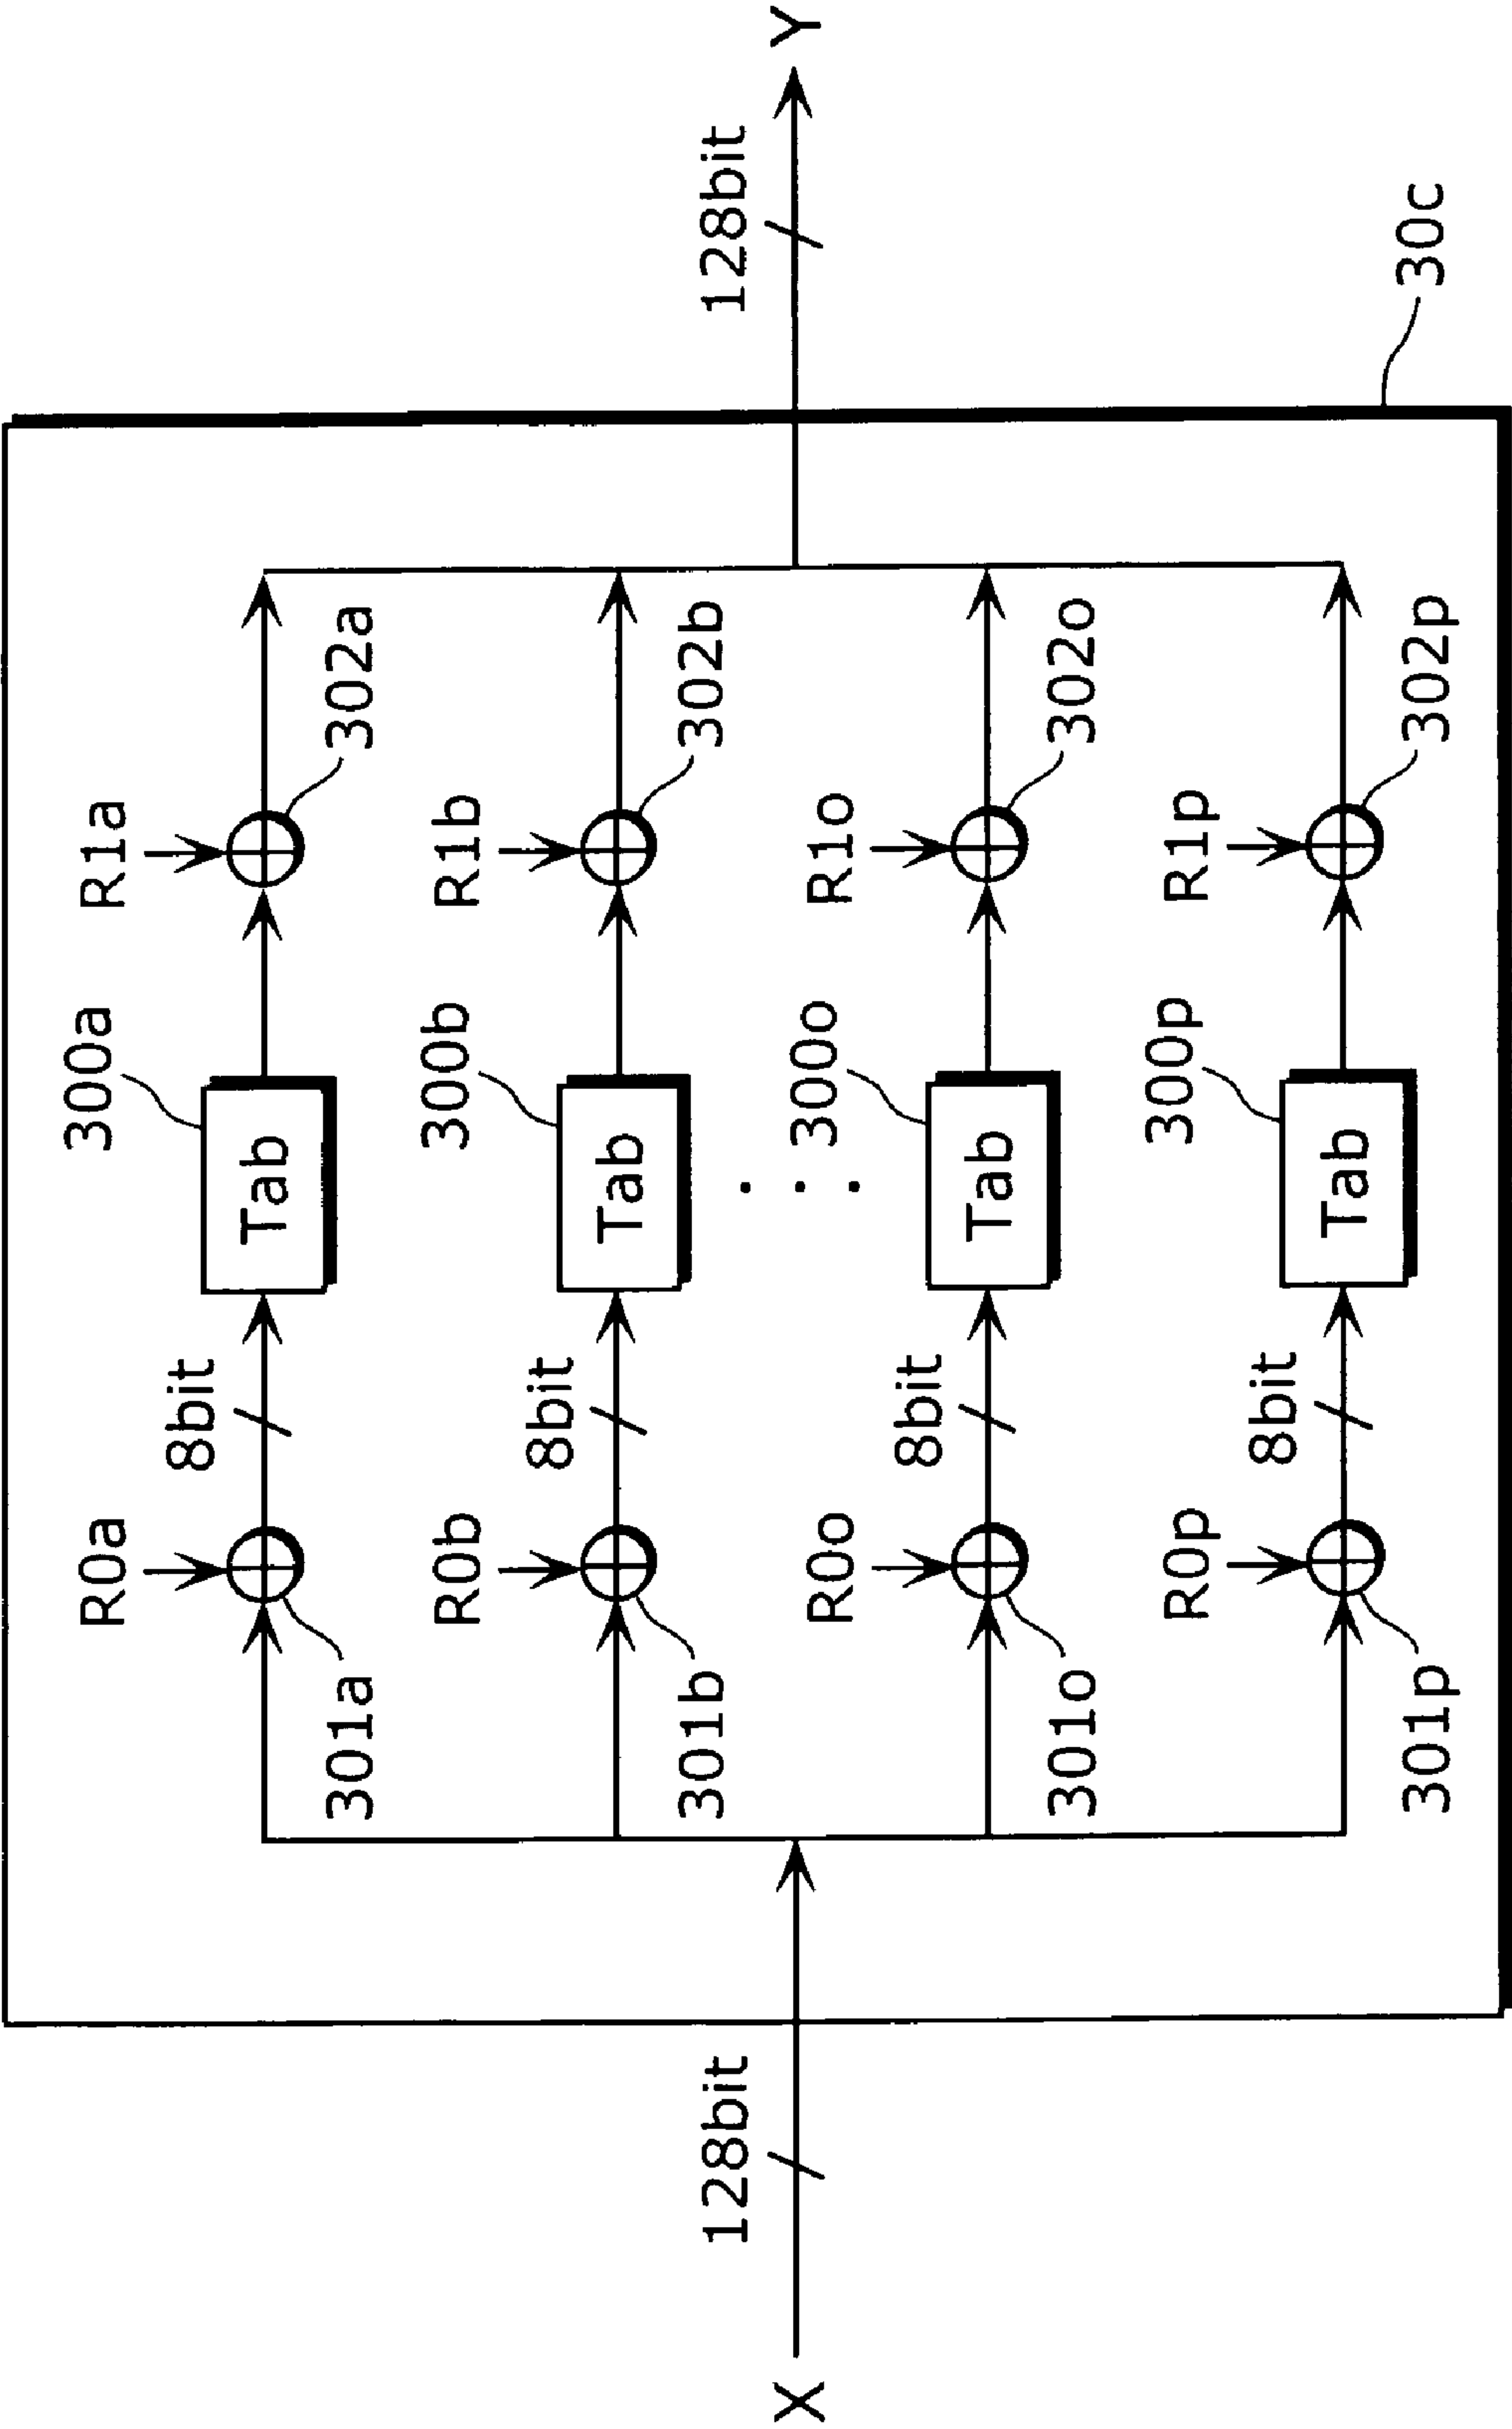 R0a
R1a
300a
8bit
Tab
301a
302a
R0b
R1b
300b
8bit
Tab
301b
302b
X
128bit
128bit
Y
R0o
R1o
300o
8bit
Tab
301o
302o
R0p
R1p
300p
8bit
Tab
301p
302p
30c